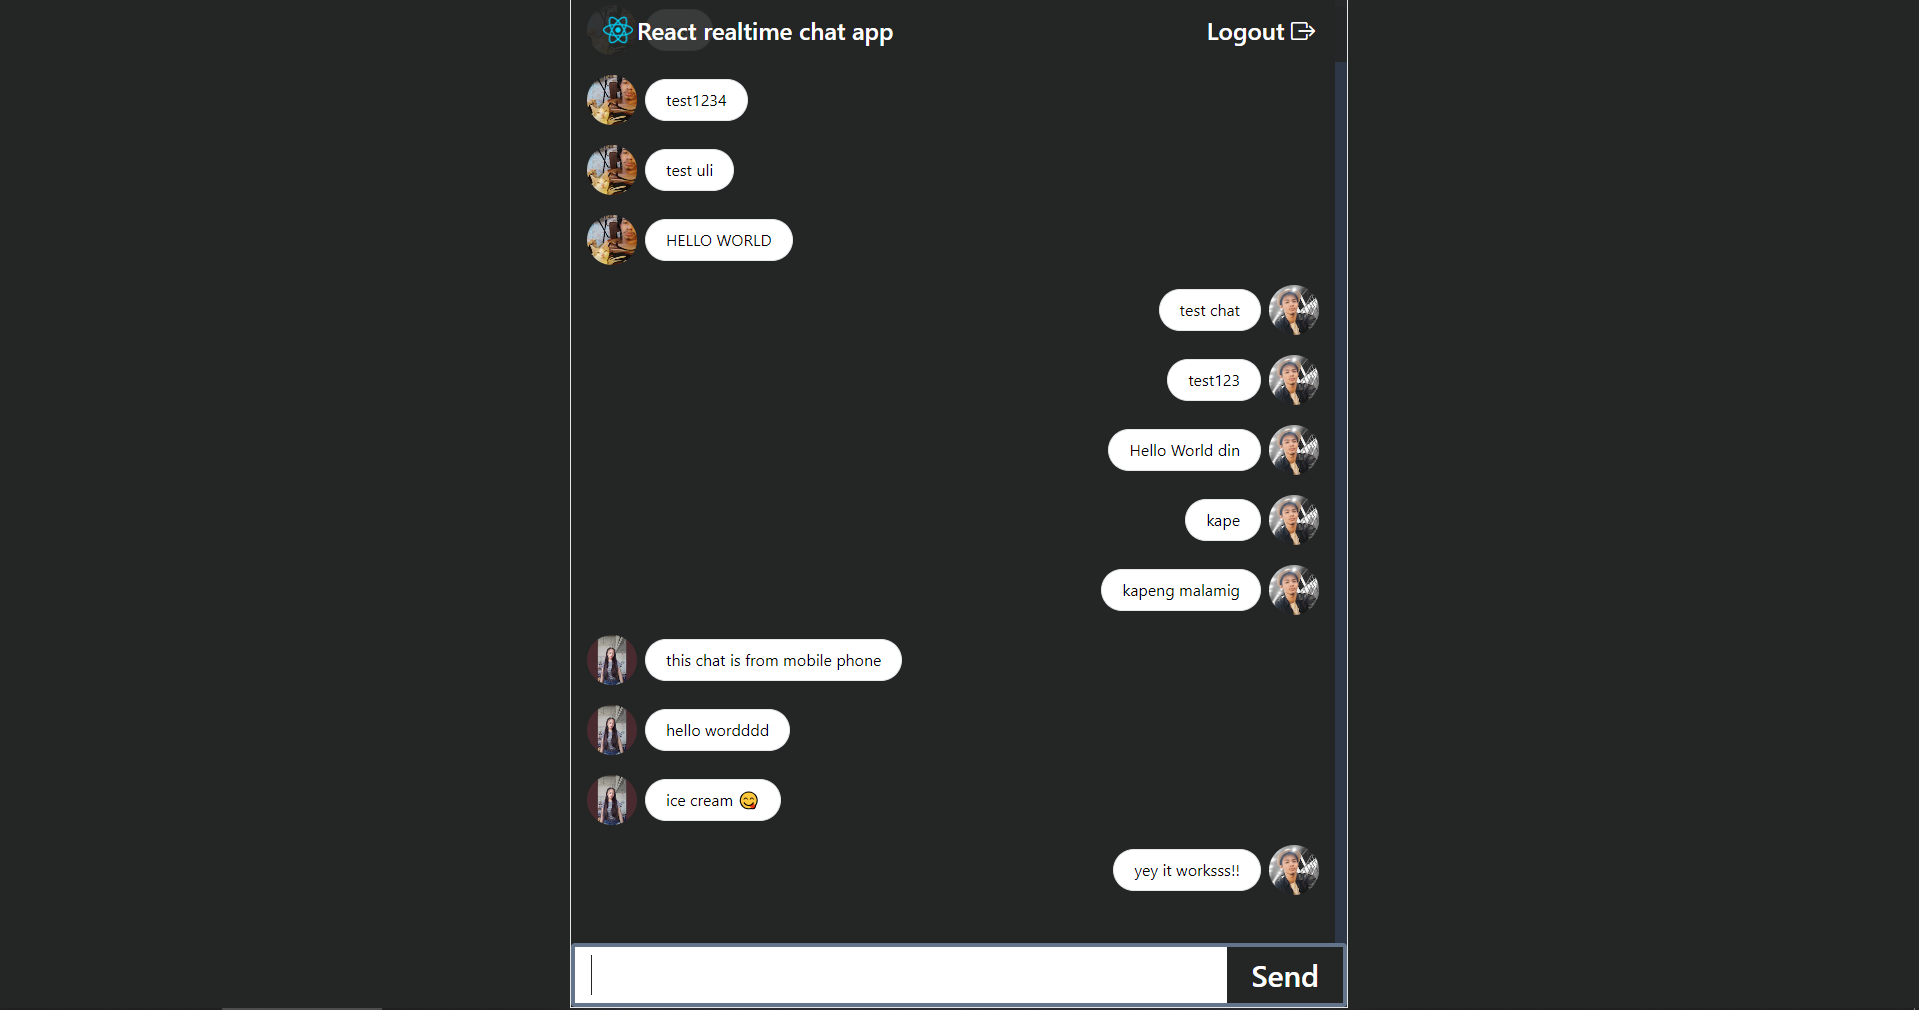 React realtime chat app
Logout
test1234
test uli
HELLO WORLD
test chat
test123
Hello World din
kape
kapeng malamig
this chat is from mobile phone
hello wordddd
ice cream 😋
yey it worksss!!
Send